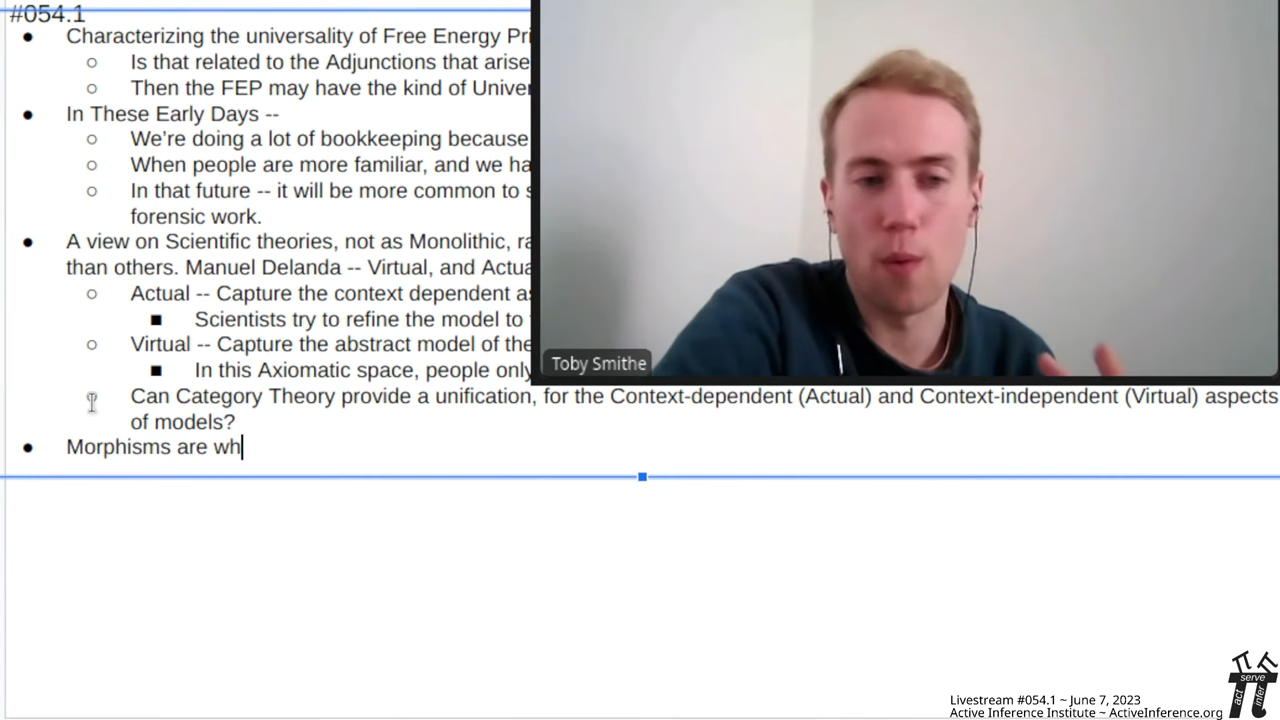 #054.1
Characterizing the universality of Free Energy Pri
Is that related to the Adjunctions that arise
Then the FEP may have the kind of Univer
In These Early Days --
We're doing a lot of bookkeeping because
When people are more familiar, and we ha
In that future -- it will be more common to s
forensic work.
A view on Scientific theories, not as Monolithic, ra
than others. Manuel Delanda -- Virtual, and Actua
Actual -- Capture the context dependent as
Scientists try to refine the model to
Virtual -- Capture the abstract model of the
In this Axiomatic space, people only
Can Category Theory provide a unification, for the Context-dependent (Actual) and Context-independent (Virtual) aspects
of models?
Morphisms are wh
Toby Smithe
Livestream #054.1 ~ June 7, 2023
Active Inference Institute ~ ActiveInference.org
serve
act
infer